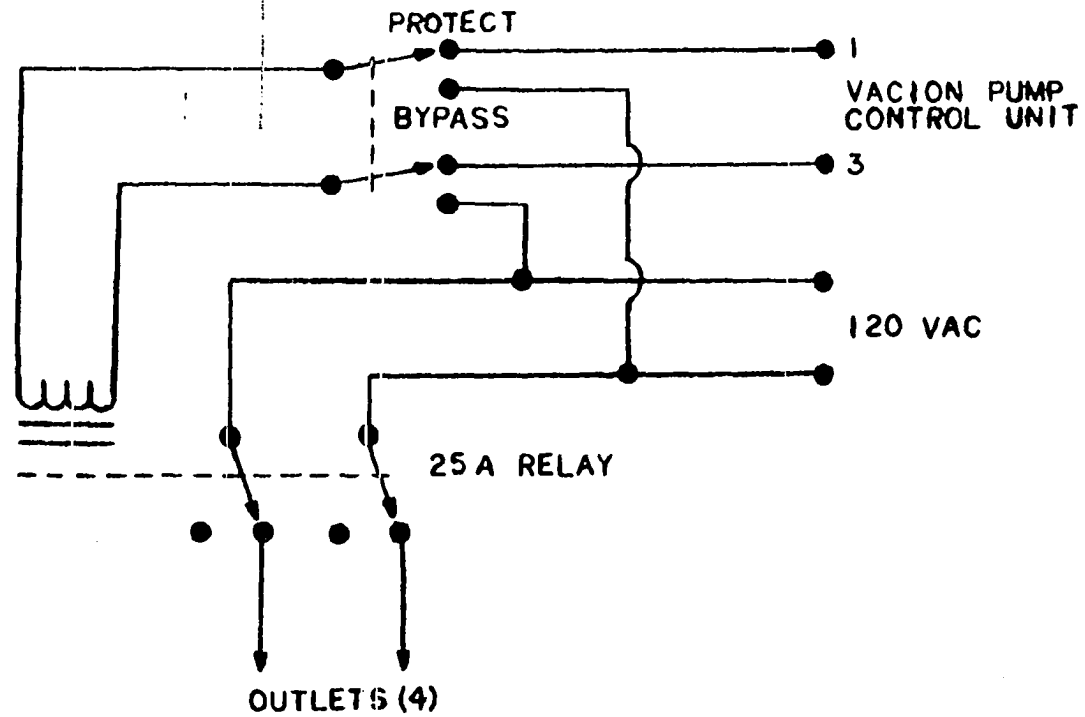 PROTECT
1
VACION PUMP
CONTROL UNIT
BYPASS
3
120 VAC
25A RELAY
OUTLETS (4)